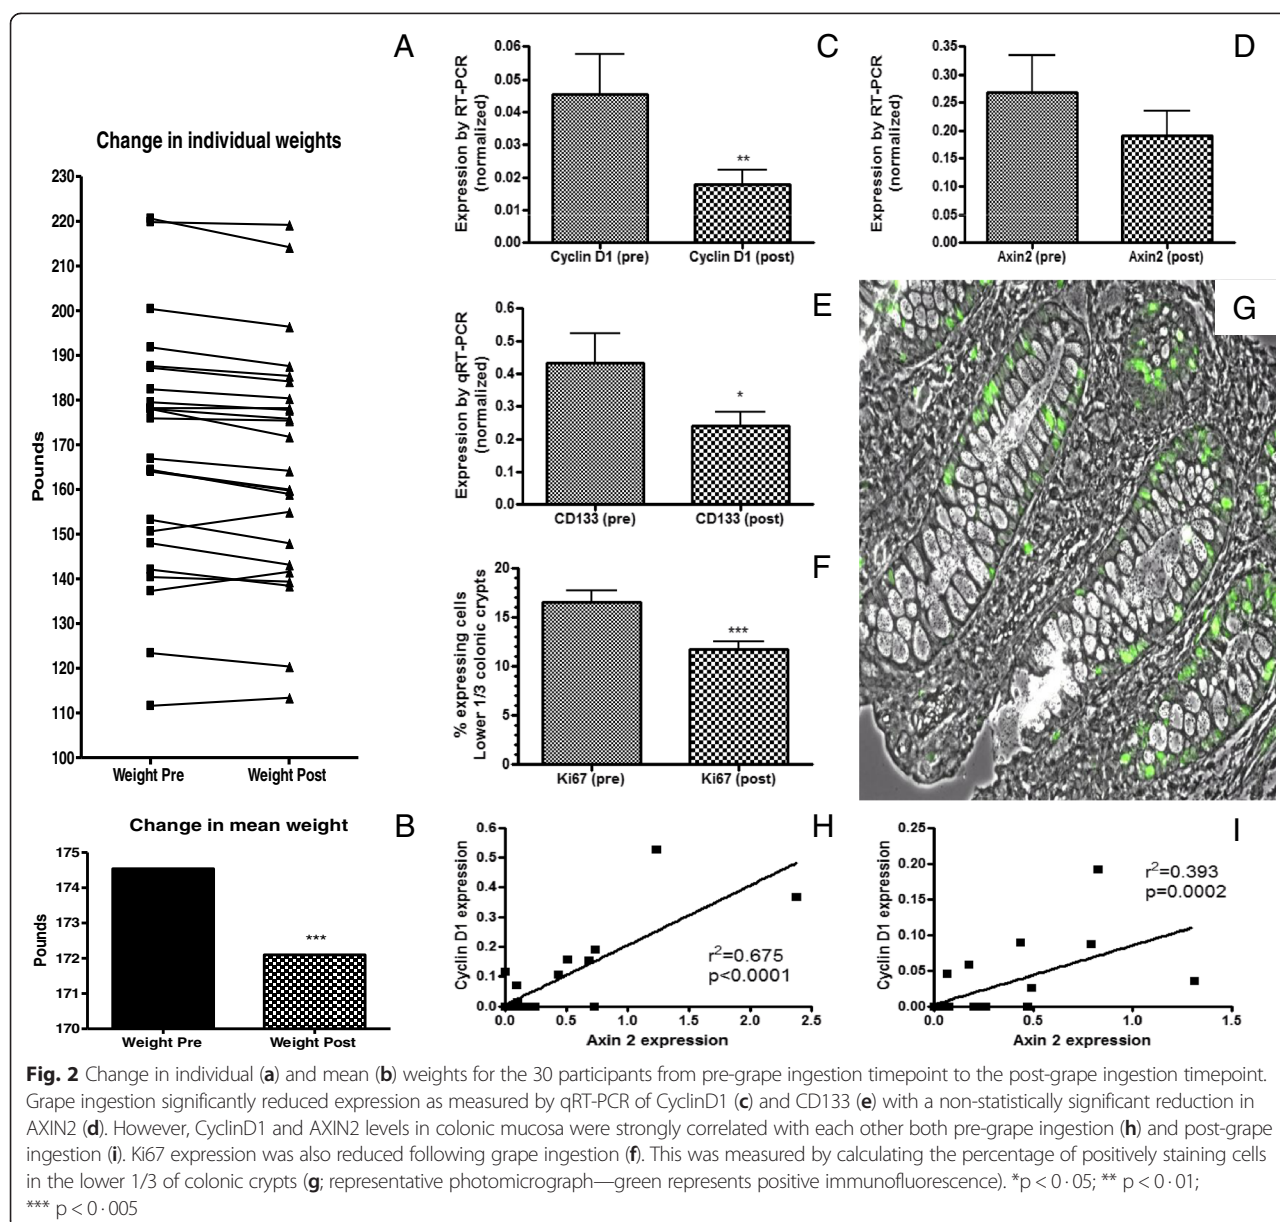 A
Change in individual weights
Pounds
230
220
210
200
190
180
170
160
150
140
130
120
110
100
Weight Pre
Weight Post
B
Change in mean weight
Pounds
175
174
173
172
171
170
***
Weight Pre
Weight Post
C
Expression by RT-PCR
(normalized)
0.06
0.05
0.04
0.03
0.02
0.01
0.00
**
Cyclin D1 (pre)
Cyclin D1 (post)
D
Expression by RT-PCR
(normalized)
0.35
0.30
0.25
0.20
0.15
0.10
0.05
0.00
Axin2 (pre)
Axin2 (post)
E
Expression by qRT-PCR
(normalized)
0.6
0.5
0.4
0.3
0.2
0.1
0.0
*
CD133 (pre)
CD133 (post)
F
% expressing cells
Lower 1/3 colonic crypts
20
15
10
5
0
***
Ki67 (pre)
Ki67 (post)
G
H
Cyclin D1 expression
0.6
0.5
0.4
0.3
0.2
0.1
0.0
r²=0.675
p<0.0001
0.0
0.5
1.0
1.5
2.0
2.5
Axin 2 expression
I
Cyclin D1 expression
0.25
0.20
0.15
0.10
0.05
0.00
r²=0.393
p=0.0002
0.0
0.5
1.0
1.5
Axin 2 expression
Fig. 2 Change in individual (a) and mean (b) weights for the 30 participants from pre-grape ingestion timepoint to the post-grape ingestion timepoint.
Grape ingestion significantly reduced expression as measured by qRT-PCR of CyclinD1 (c) and CD133 (e) with a non-statistically significant reduction in
AXIN2 (d). However, CyclinD1 and AXIN2 levels in colonic mucosa were strongly correlated with each other both pre-grape ingestion (h) and post-grape
ingestion (i). Ki67 expression was also reduced following grape ingestion (f). This was measured by calculating the percentage of positively staining cells
in the lower 1/3 of colonic crypts (g; representative photomicrograph—green represents positive immunofluorescence). *p < 0·05; ** p < 0·01;
*** p < 0·005